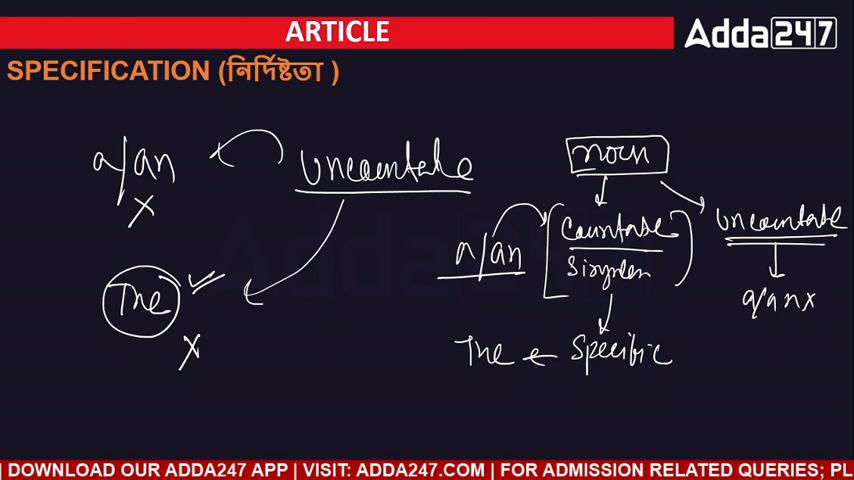 ARTICLE
Adda247
SPECIFICATION (নির্দিষ্টতা )
a/an
x
uncountable
The
x
noun
Countable
Singular
a/an
uncountable
a/an x
Specific
The
| DOWNLOAD OUR ADDA247 APP | VISIT: ADDA247.COM | FOR ADMISSION RELATED QUERIES; PL